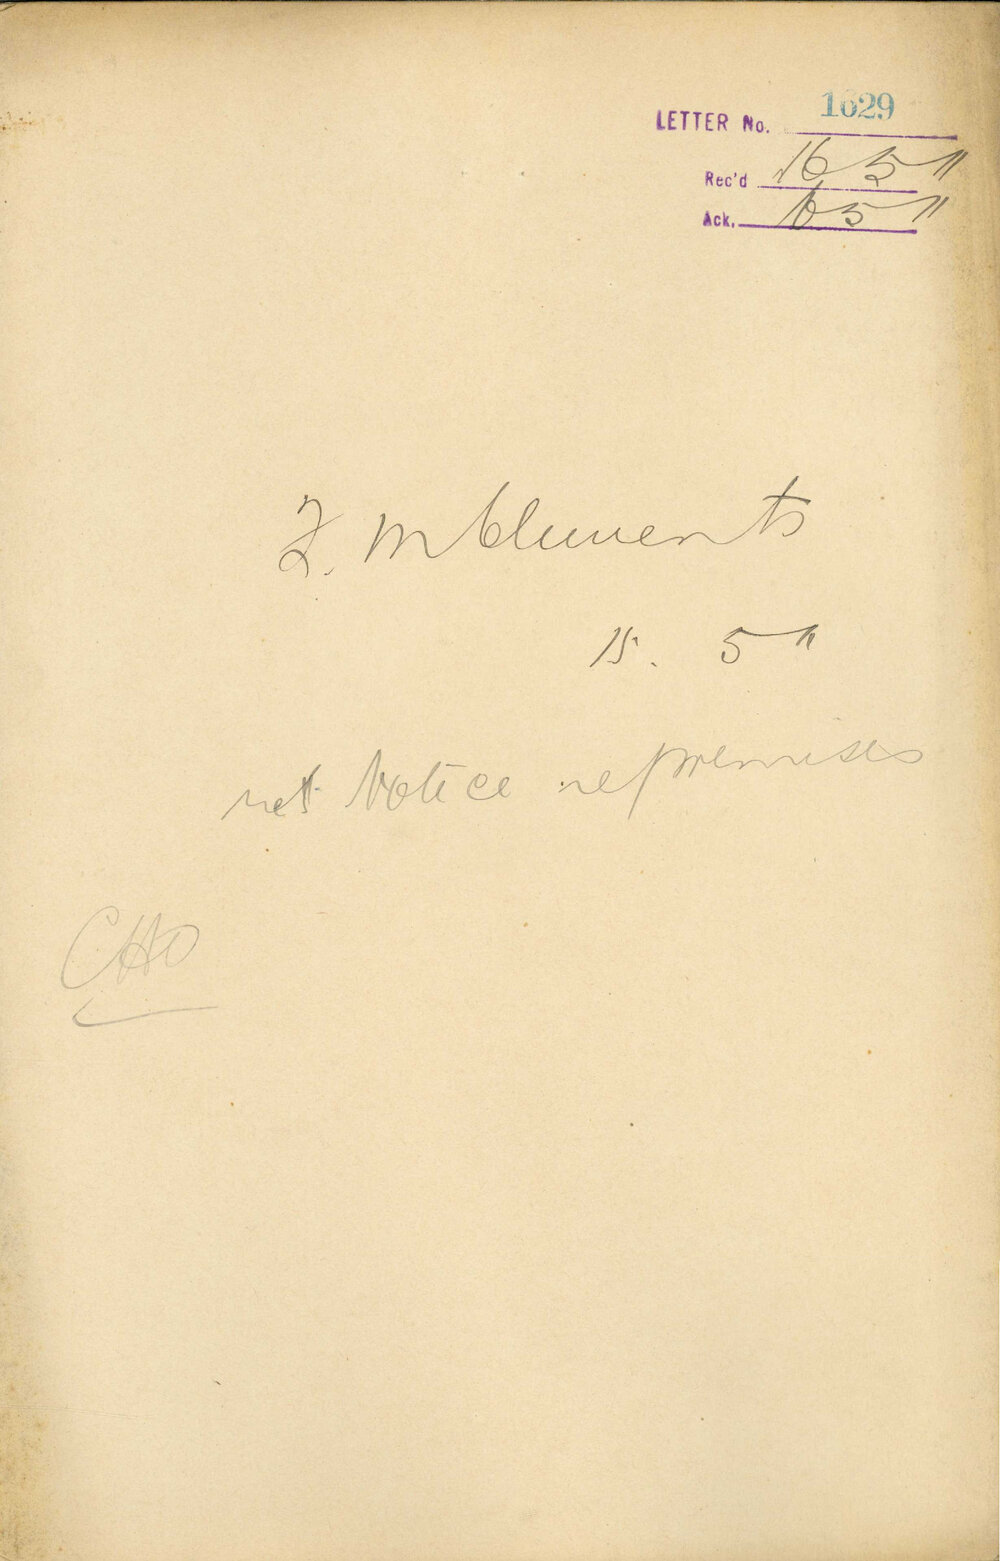 LETTER No. 1629
Rec'd 16 5 11
Ack. 16 5 11
F. M Clements
15. 5 11
Notice re premises
CHO